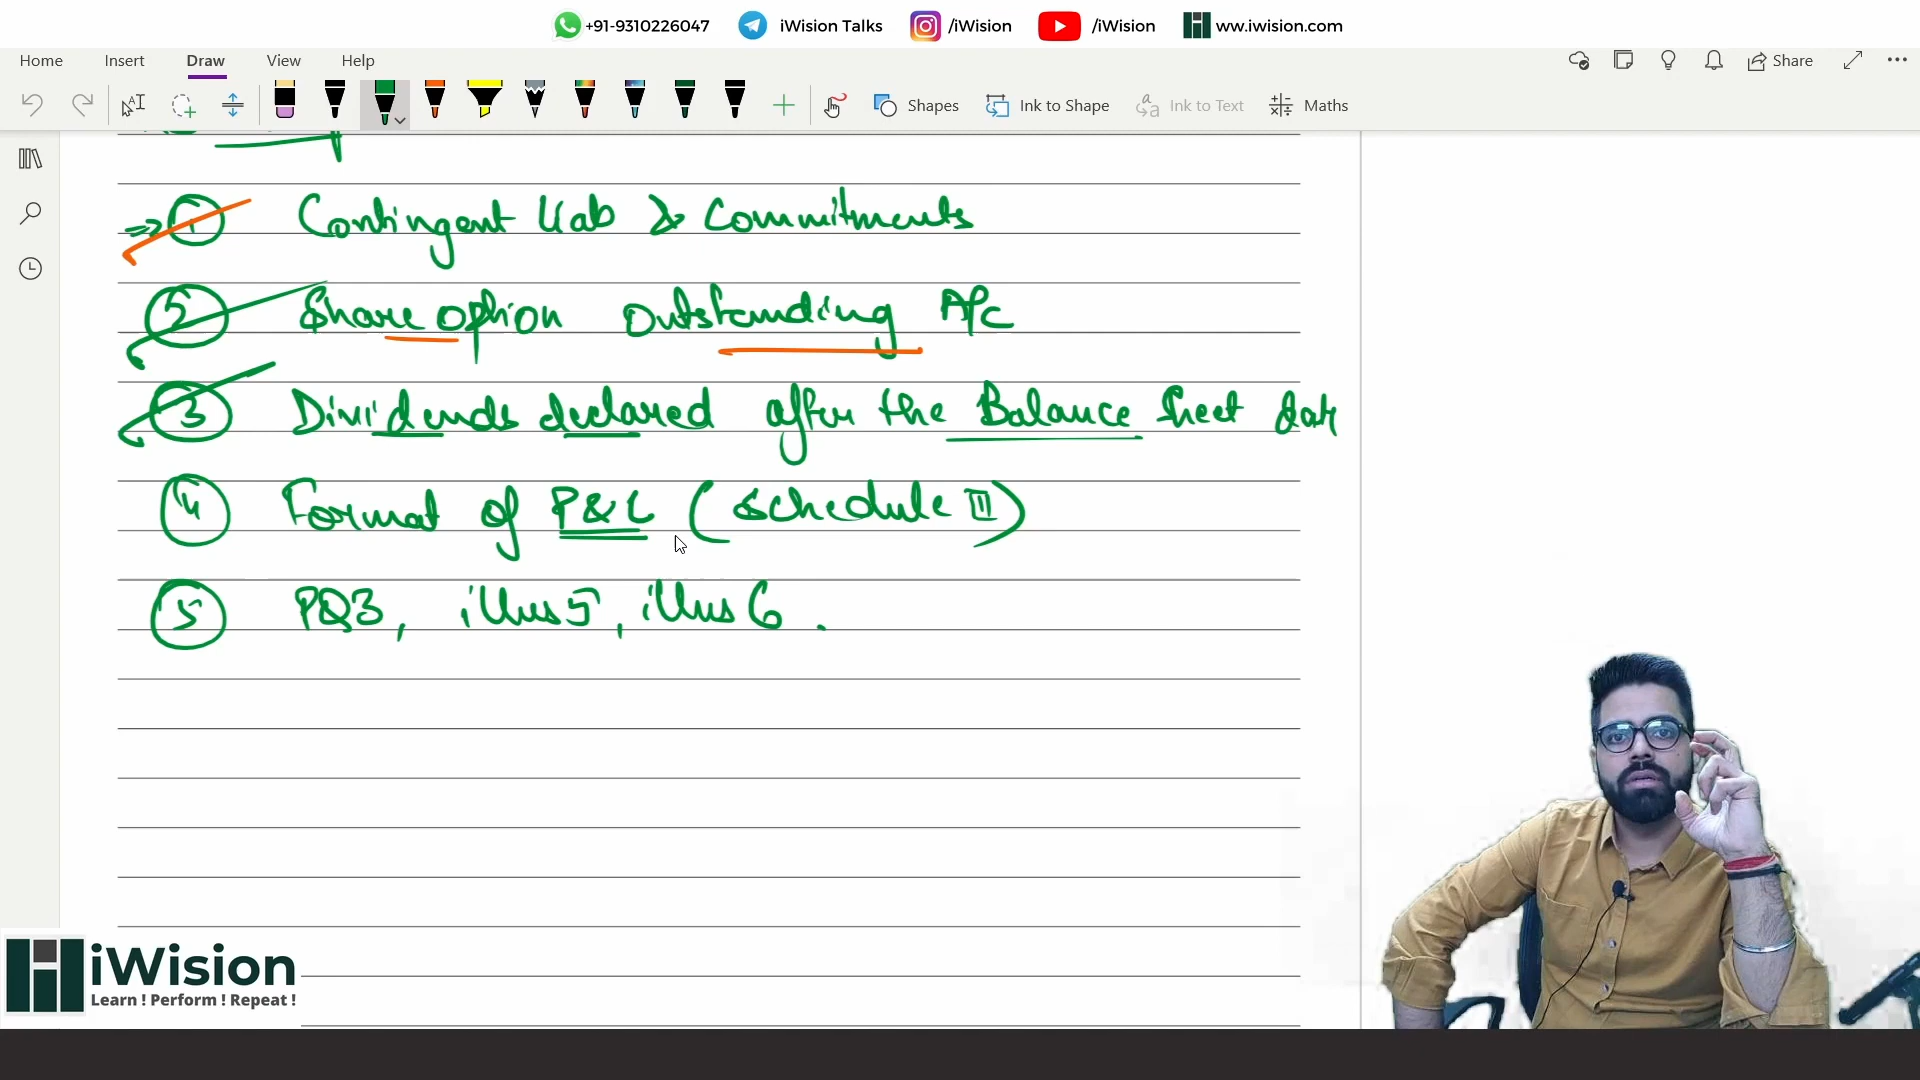 +91-9310226047 iWision Talks /iWision /iWision ww.iwision.com
Home Insert Draw View Help Share
Shapes Ink to Shape Ink to Text Maths
① Contingent Liab & Commitments
② Share option Outstanding A/c
③ Dividends declared after the Balance Sheet date
④ Format of P&L (Schedule III)
⑤ PQ3, illus 5, illus 6.
iWision
Learn ! Perform ! Repeat !